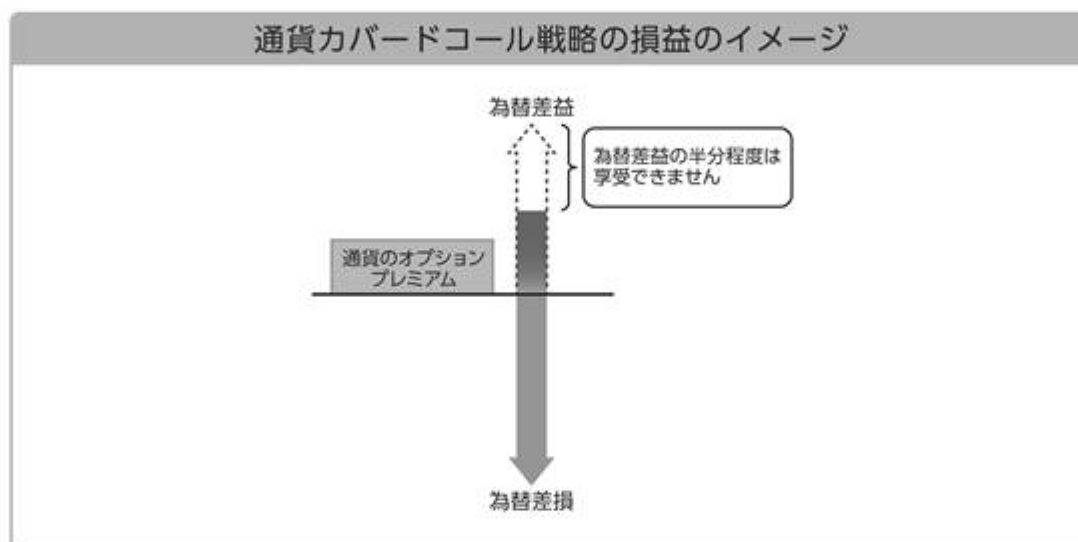 通貨カバードコール戦略の損益のイメージ
為替差益
為替差益の半分程度は
享受できません
通貨のオプション
プレミアム
為替差損